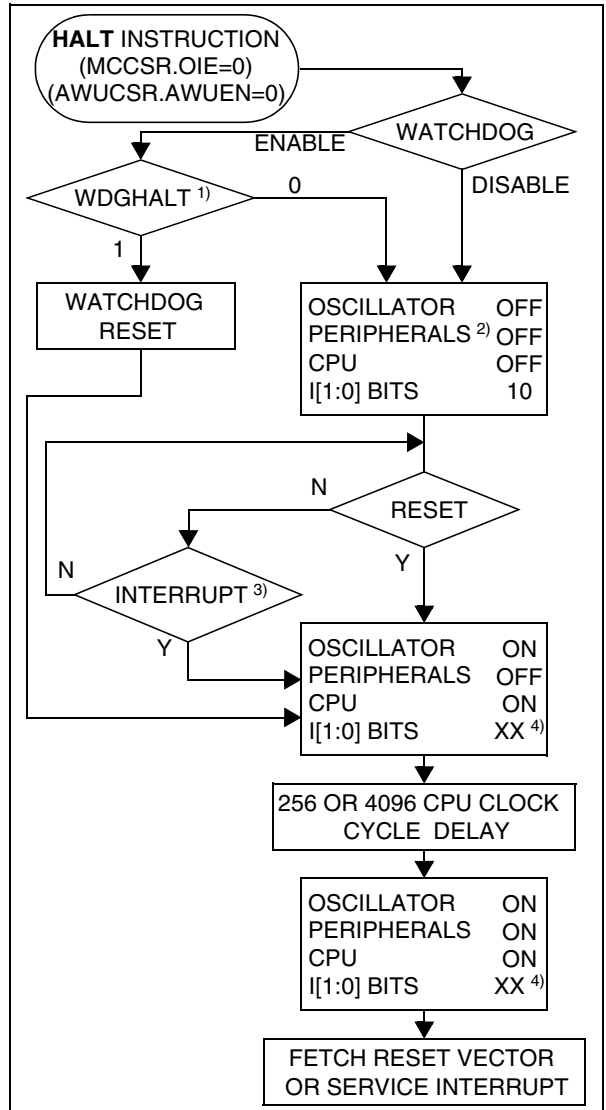 HALT INSTRUCTION
(MCCSR.OIE=0)
(AWUCSR.AWUEN=0)
WATCHDOG
ENABLE
DISABLE
WDGHALT 1)
0
1
WATCHDOG
RESET
OSCILLATOR OFF
PERIPHERALS 2) OFF
CPU OFF
I[1:0] BITS 10
RESET
N
Y
INTERRUPT 3)
N
Y
OSCILLATOR ON
PERIPHERALS OFF
CPU ON
I[1:0] BITS XX 4)
256 OR 4096 CPU CLOCK
CYCLE DELAY
OSCILLATOR ON
PERIPHERALS ON
CPU ON
I[1:0] BITS XX 4)
FETCH RESET VECTOR
OR SERVICE INTERRUPT